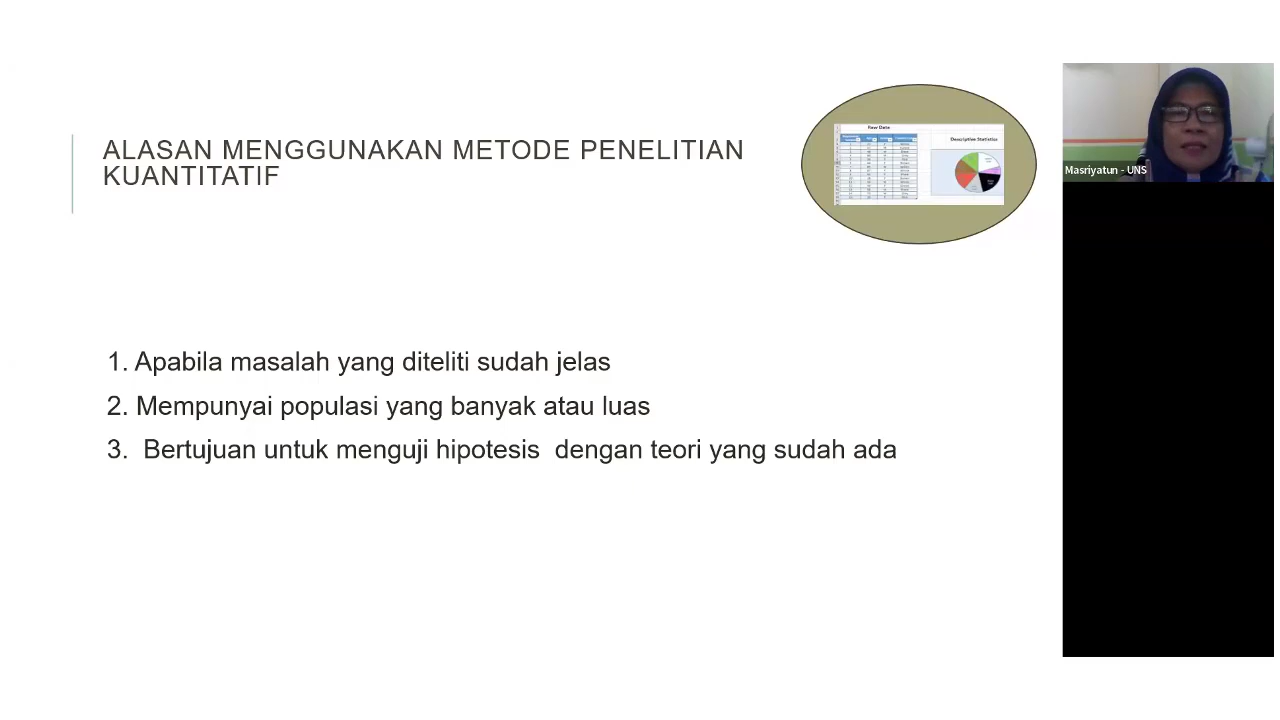 ALASAN MENGGUNAKAN METODE PENELITIAN
KUANTITATIF
Raw Data
Descriptive Statistics
Masriyatun - UNS
1. Apabila masalah yang diteliti sudah jelas
2. Mempunyai populasi yang banyak atau luas
3. Bertujuan untuk menguji hipotesis dengan teori yang sudah ada